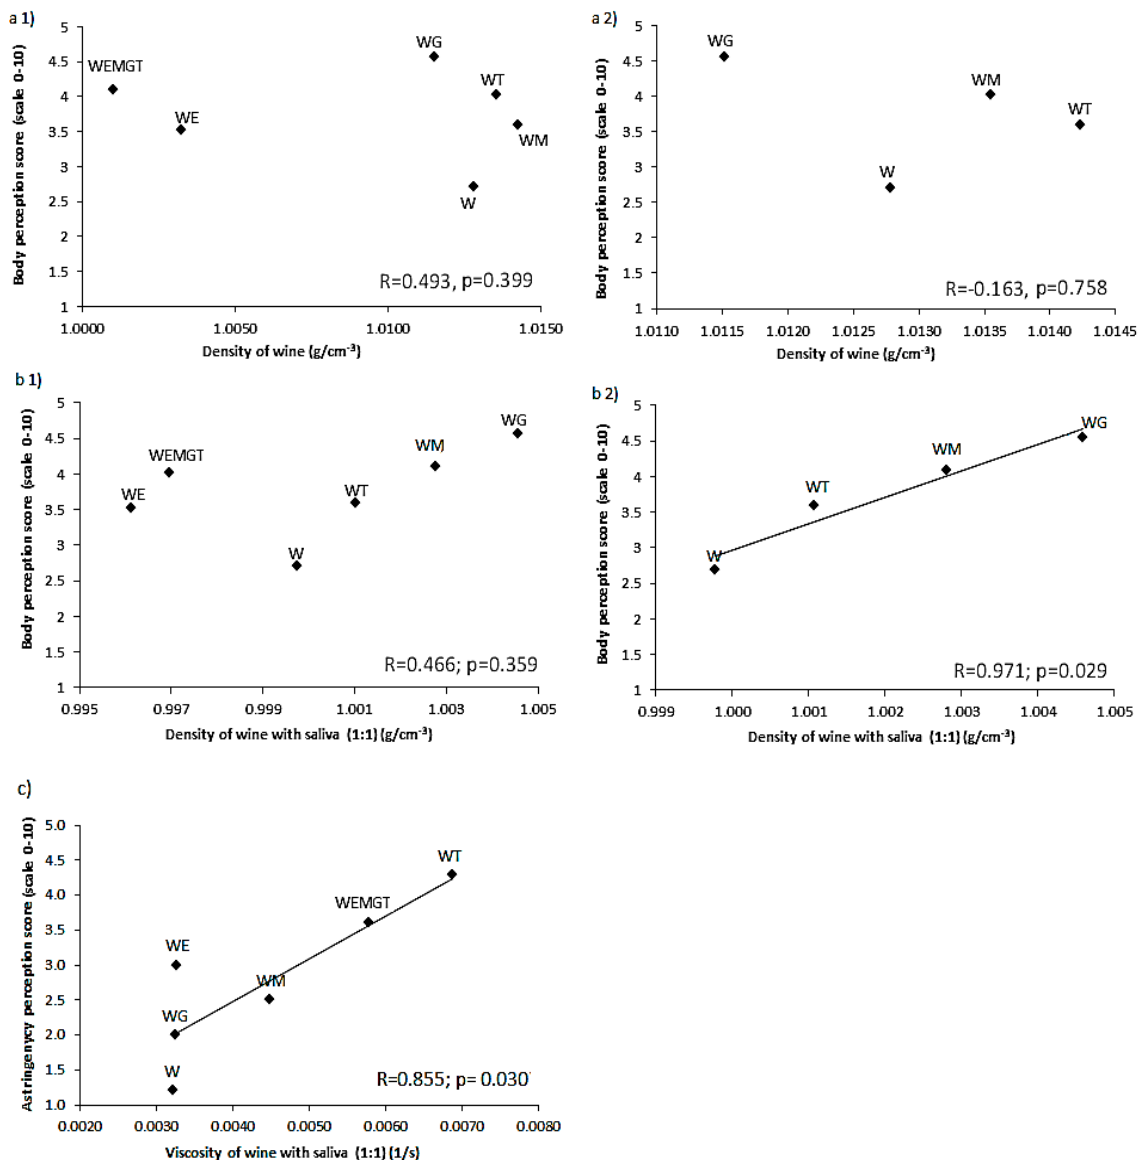 a 1)
Body perception score (scale 0-10)
5
4.5
4
3.5
3
2.5
2
1.5
1
WEMGT
WE
WG
WT
WM
W
R=0.493, p=0.399
1.0000 1.0050 1.0100 1.0150
Density of wine (g/cm⁻³)
a 2)
Body perception score (scale 0-10)
5
4.5
4
3.5
3
2.5
2
1.5
1
WG
WM
WT
W
R=-0.163, p=0.758
1.0110 1.0115 1.0120 1.0125 1.0130 1.0135 1.0140 1.0145
Density of wine (g/cm⁻³)
b 1)
Body perception score (scale 0-10)
5
4.5
4
3.5
3
2.5
2
1.5
1
WG
WM
WEMGT
WE
WT
W
R=0.466; p=0.359
0.995 0.997 0.999 1.001 1.003 1.005
Density of wine with saliva (1:1) (g/cm⁻³)
b 2)
Body perception score (scale 0-10)
5
4.5
4
3.5
3
2.5
2
1.5
1
WG
WM
WT
W
R=0.971; p=0.029
0.999 1.000 1.001 1.002 1.003 1.004 1.005
Density of wine with saliva (1:1) (g/cm⁻³)
c)
Astringenycy perception score (scale 0-10)
5.0
4.5
4.0
3.5
3.0
2.5
2.0
1.5
1.0
WT
WEMGT
WE
WM
WG
W
R=0.855; p= 0.030
0.0020 0.0030 0.0040 0.0050 0.0060 0.0070 0.0080
Viscosity of wine with saliva (1:1) (1/s)